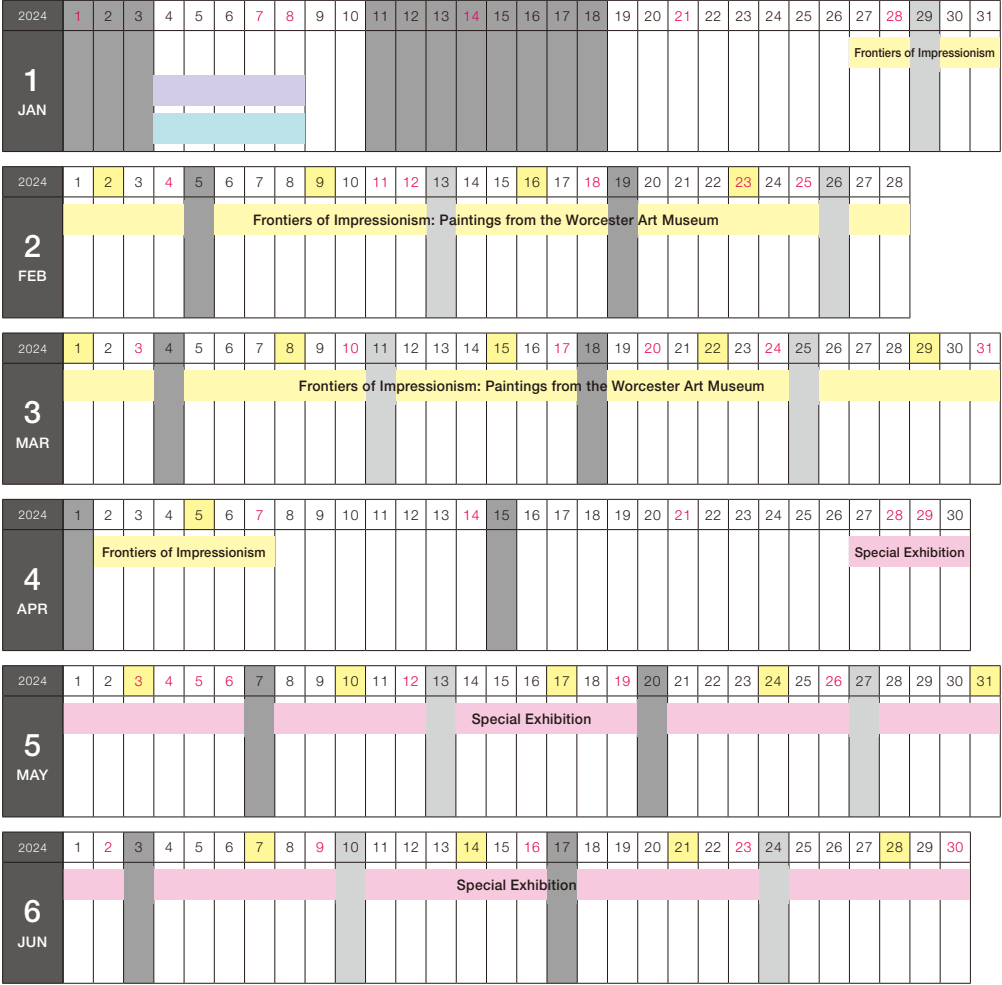 2024 1 2 3 4 5 6 7 8 9 10 11 12 13 14 15 16 17 18 19 20 21 22 23 24 25 26 27 28 29 30 31
Frontiers of Impressionism
1
JAN
2024 1 2 3 4 5 6 7 8 9 10 11 12 13 14 15 16 17 18 19 20 21 22 23 24 25 26 27 28
Frontiers of Impressionism: Paintings from the Worcester Art Museum
2
FEB
2024 1 2 3 4 5 6 7 8 9 10 11 12 13 14 15 16 17 18 19 20 21 22 23 24 25 26 27 28 29 30 31
Frontiers of Impressionism: Paintings from the Worcester Art Museum
3
MAR
2024 1 2 3 4 5 6 7 8 9 10 11 12 13 14 15 16 17 18 19 20 21 22 23 24 25 26 27 28 29 30
Frontiers of Impressionism Special Exhibition
4
APR
2024 1 2 3 4 5 6 7 8 9 10 11 12 13 14 15 16 17 18 19 20 21 22 23 24 25 26 27 28 29 30 31
Special Exhibition
5
MAY
2024 1 2 3 4 5 6 7 8 9 10 11 12 13 14 15 16 17 18 19 20 21 22 23 24 25 26 27 28 29 30
Special Exhibition
6
JUN